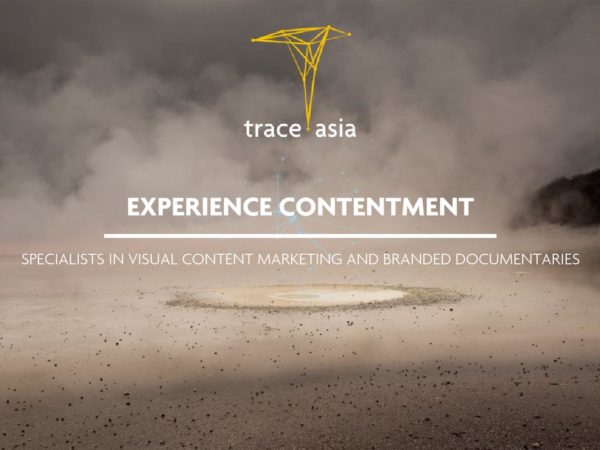 trace asia
EXPERIENCE CONTENTMENT
SPECIALISTS IN VISUAL CONTENT MARKETING AND BRANDED DOCUMENTARIES